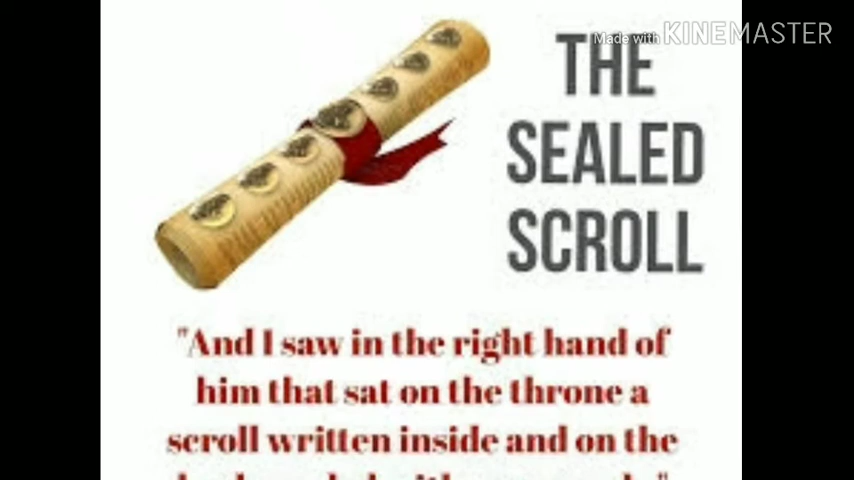 Made with KINEMASTER
THE
SEALED
SCROLL
"And I saw in the right hand of
him that sat on the throne a
scroll written inside and on the